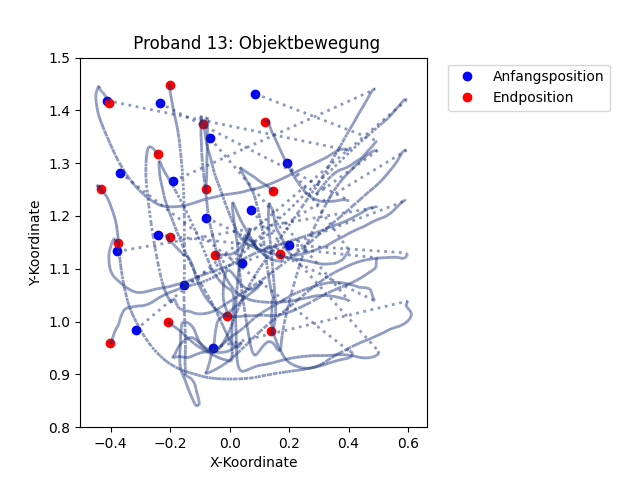 Proband 13: Objektbewegung
Anfangsposition
Endposition
Y-Koordinate
1.5
1.4
1.3
1.2
1.1
1.0
0.9
0.8
−0.4 −0.2 0.0 0.2 0.4 0.6
X-Koordinate